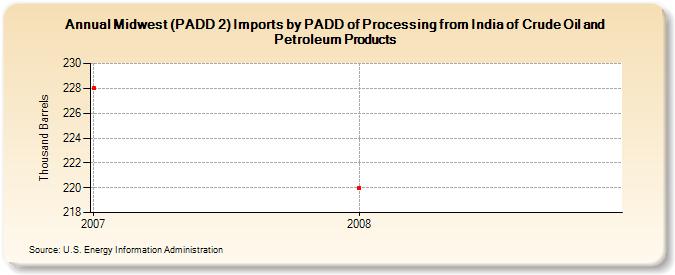 Annual Midwest (PADD 2) Imports by PADD of Processing from India of Crude Oil and
Petroleum Products
Thousand Barrels
230
228
226
224
222
220
218
2007
2008
Source: U.S. Energy Information Administration